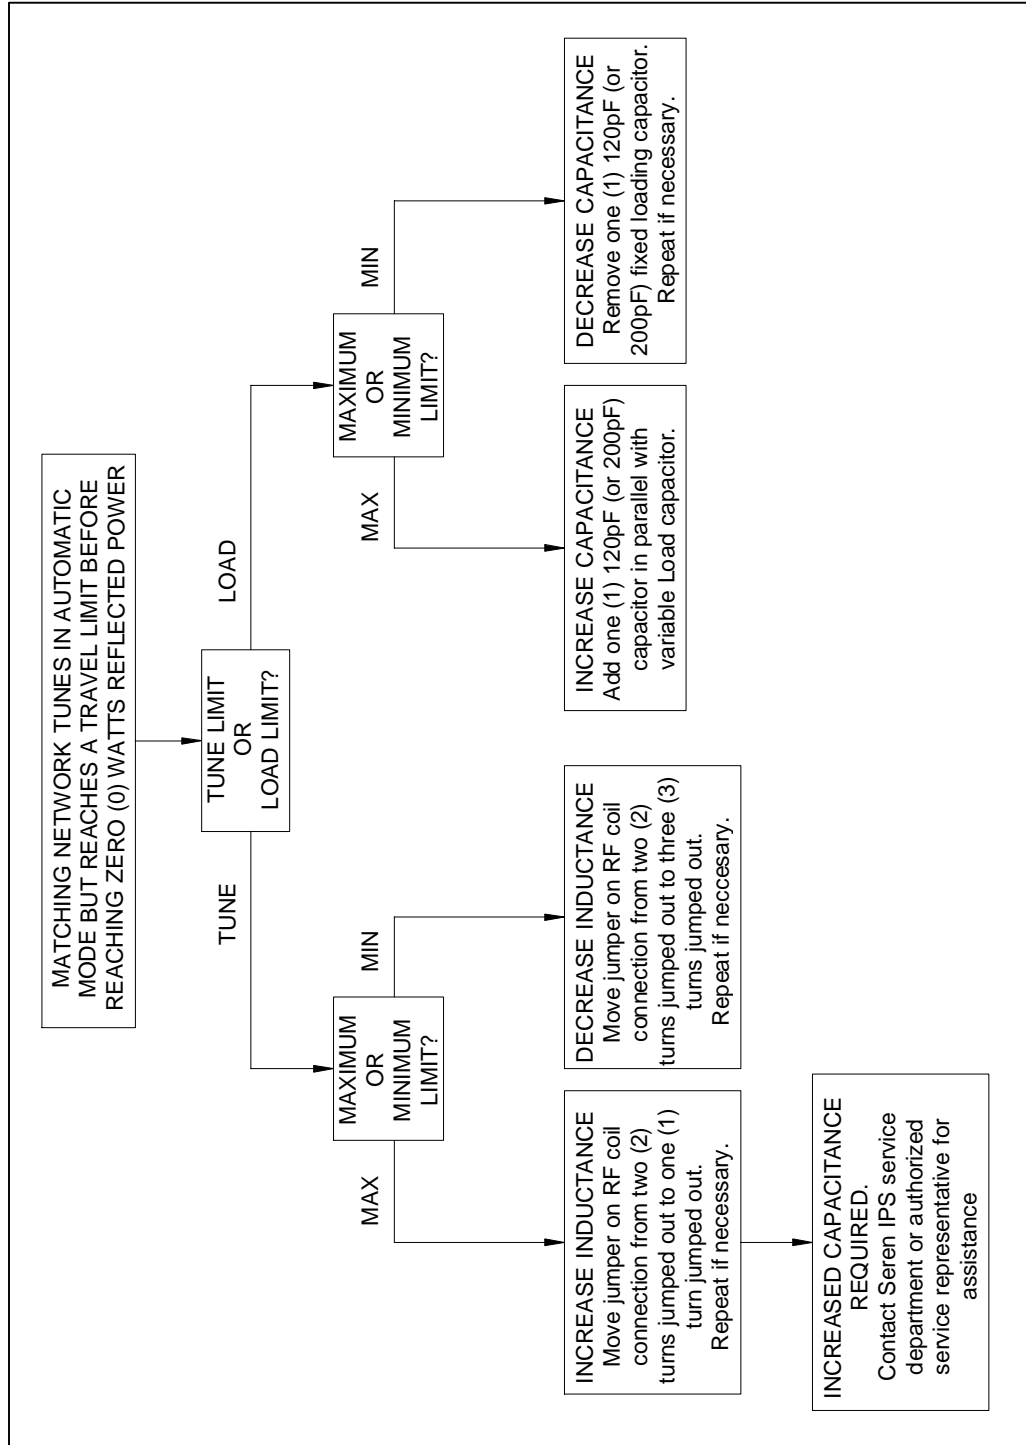 MATCHING NETWORK TUNES IN AUTOMATIC
MODE BUT REACHES A TRAVEL LIMIT BEFORE
REACHING ZERO (0) WATTS REFLECTED POWER
TUNE LIMIT
OR
LOAD LIMIT?
TUNE
LOAD
MAXIMUM
OR
MINIMUM
LIMIT?
MAX
MIN
MAXIMUM
OR
MINIMUM
LIMIT?
MAX
MIN
INCREASE INDUCTANCE
Move jumper on RF coil
connection from two (2)
turns jumped out to one (1)
turn jumped out.
Repeat if necessary.
DECREASE INDUCTANCE
Move jumper on RF coil
connection from two (2)
turns jumped out to three (3)
turns jumped out.
Repeat if neccesary.
INCREASE CAPACITANCE
Add one (1) 120pF (or 200pF)
capacitor in parallel with
variable Load capacitor.
DECREASE CAPACITANCE
Remove one (1) 120pF (or
200pF) fixed loading capacitor.
Repeat if necessary.
INCREASED CAPACITANCE
REQUIRED.
Contact Seren IPS service
department or authorized
service representative for
assistance